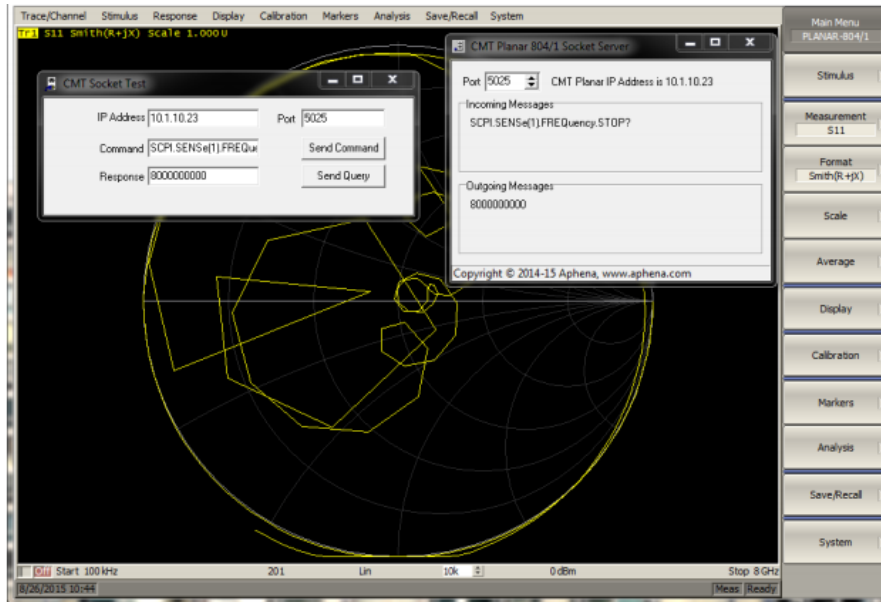 Trace/Channel Stimulus Response Display Calibration Markers Analysis Save/Recall System
Tr1 S11 Smith(R+jX) Scale 1.000U
CMT Socket Test
IP Address 10.1.10.23 Port 5025
Command SCPI.SENSe(1).FREQue Send Command
Response 8000000000 Send Query
CMT Planar 804/1 Socket Server
Port 5025 CMT Planar IP Address is 10.1.10.23
Incoming Messages
SCPI.SENSe(1).FREQuency.STOP?
Outgoing Messages
8000000000
Copyright © 2014-15 Aphena, www.aphena.com
Main Menu
PLANAR-804/1
Stimulus
Measurement
S11
Format
Smith(R+jX)
Scale
Average
Display
Calibration
Markers
Analysis
Save/Recall
System
Off Start 100 kHz 201 Lin 10k 0 dBm Stop 8 GHz
8/26/2015 10:44 Meas Ready